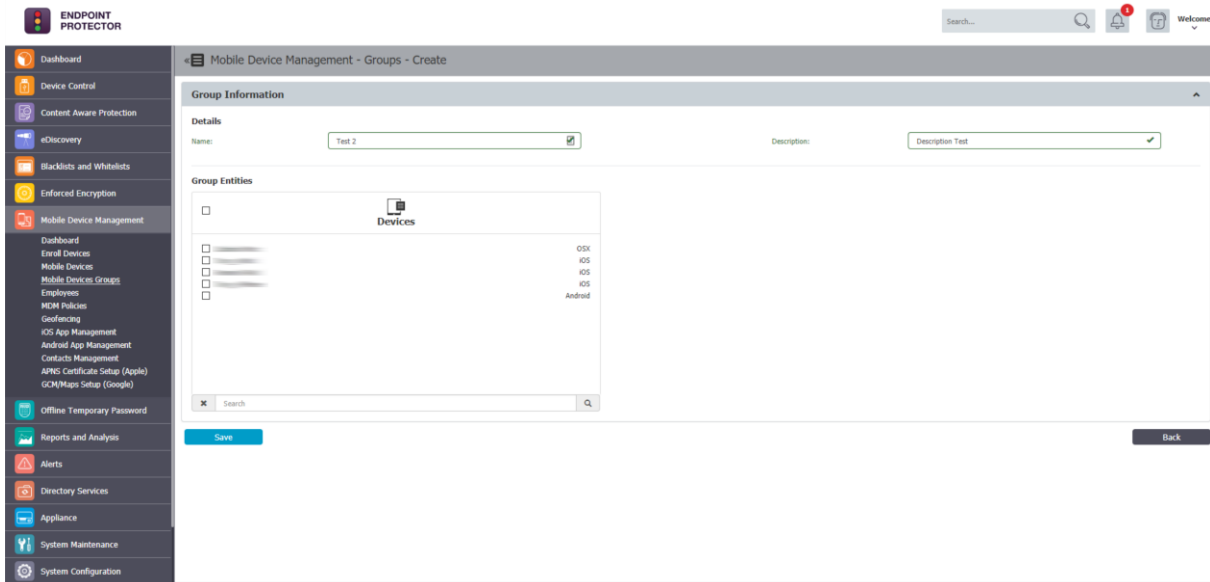 ENDPOINT
PROTECTOR
Search...
1
Welcome
Dashboard
Device Control
Content Aware Protection
eDiscovery
Blacklists and Whitelists
Enforced Encryption
Mobile Device Management
Dashboard
Enroll Devices
Mobile Devices
Mobile Devices Groups
Employees
MDM Policies
Geofencing
iOS App Management
Android App Management
Contacts Management
APNS Certificate Setup (Apple)
GCM/Maps Setup (Google)
Offline Temporary Password
Reports and Analysis
Alerts
Directory Services
Appliance
System Maintenance
System Configuration
Mobile Device Management - Groups - Create
Group Information
Details
Name: Test 2 Description: Description Test
Group Entities
Devices
OSX
iOS
iOS
iOS
Android
Search
Save Back